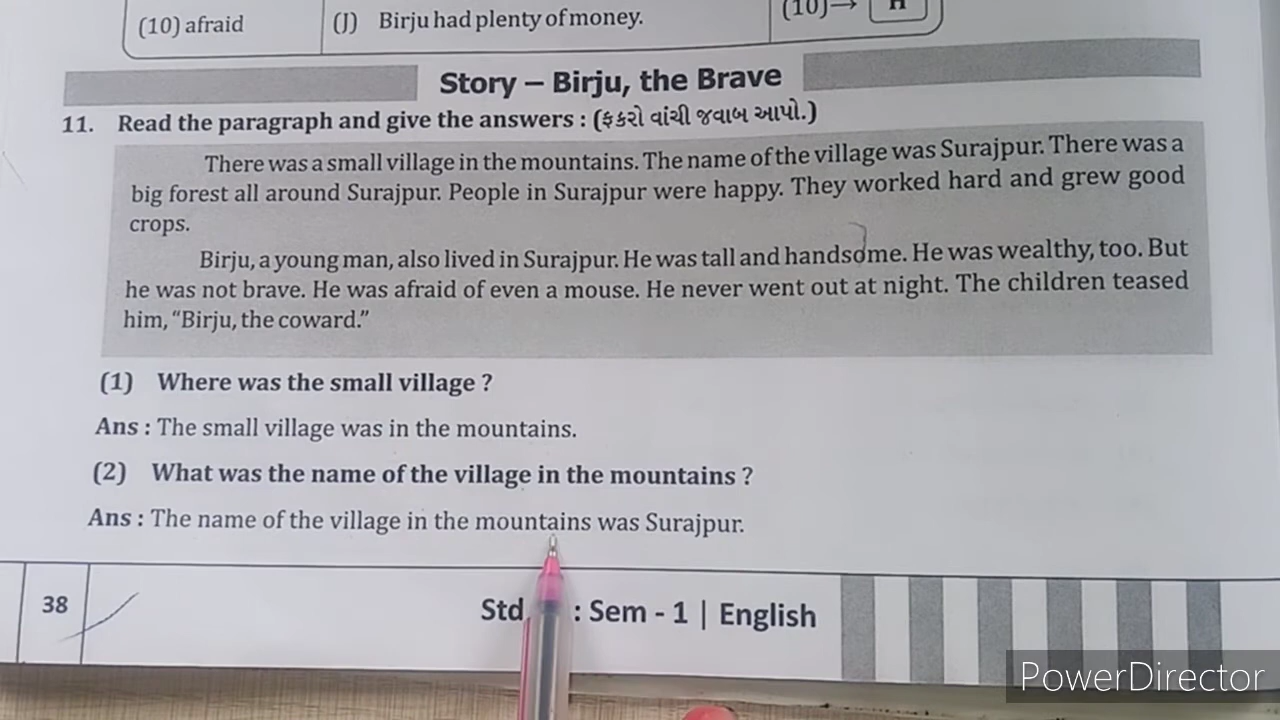 (10) afraid (J) Birju had plenty of money. (10)→ H
Story – Birju, the Brave
11. Read the paragraph and give the answers : (ફકરો વાંચી જવાબ આપો.)
There was a small village in the mountains. The name of the village was Surajpur. There was a
big forest all around Surajpur. People in Surajpur were happy. They worked hard and grew good
crops.
Birju, a young man, also lived in Surajpur. He was tall and handsome. He was wealthy, too. But
he was not brave. He was afraid of even a mouse. He never went out at night. The children teased
him, “Birju, the coward.”
(1) Where was the small village ?
Ans : The small village was in the mountains.
(2) What was the name of the village in the mountains ?
Ans : The name of the village in the mountains was Surajpur.
38 Std : Sem - 1 | English
PowerDirector